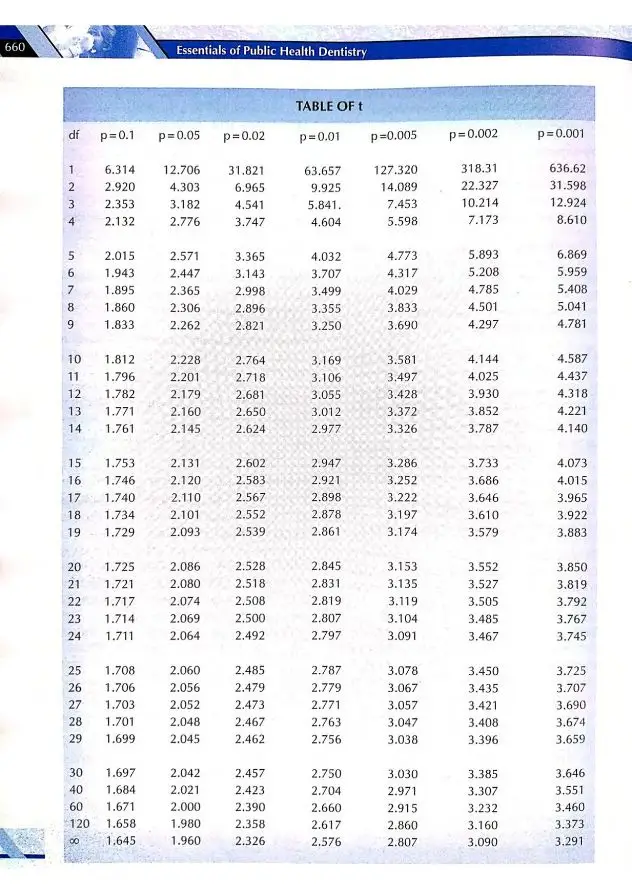 660
Essentials of Public Health Dentistry
TABLE OF t
df p=0.1 p=0.05 p=0.02 p=0.01 p=0.005 p=0.002 p=0.001
1 6.314 12.706 31.821 63.657 127.320 318.31 636.62
2 2.920 4.303 6.965 9.925 14.089 22.327 31.598
3 2.353 3.182 4.541 5.841. 7.453 10.214 12.924
4 2.132 2.776 3.747 4.604 5.598 7.173 8.610
5 2.015 2.571 3.365 4.032 4.773 5.893 6.869
6 1.943 2.447 3.143 3.707 4.317 5.208 5.959
7 1.895 2.365 2.998 3.499 4.029 4.785 5.408
8 1.860 2.306 2.896 3.355 3.833 4.501 5.041
9 1.833 2.262 2.821 3.250 3.690 4.297 4.781
10 1.812 2.228 2.764 3.169 3.581 4.144 4.587
11 1.796 2.201 2.718 3.106 3.497 4.025 4.437
12 1.782 2.179 2.681 3.055 3.428 3.930 4.318
13 1.771 2.160 2.650 3.012 3.372 3.852 4.221
14 1.761 2.145 2.624 2.977 3.326 3.787 4.140
15 1.753 2.131 2.602 2.947 3.286 3.733 4.073
16 1.746 2.120 2.583 2.921 3.252 3.686 4.015
17 1.740 2.110 2.567 2.898 3.222 3.646 3.965
18 1.734 2.101 2.552 2.878 3.197 3.610 3.922
19 1.729 2.093 2.539 2.861 3.174 3.579 3.883
20 1.725 2.086 2.528 2.845 3.153 3.552 3.850
21 1.721 2.080 2.518 2.831 3.135 3.527 3.819
22 1.717 2.074 2.508 2.819 3.119 3.505 3.792
23 1.714 2.069 2.500 2.807 3.104 3.485 3.767
24 1.711 2.064 2.492 2.797 3.091 3.467 3.745
25 1.708 2.060 2.485 2.787 3.078 3.450 3.725
26 1.706 2.056 2.479 2.779 3.067 3.435 3.707
27 1.703 2.052 2.473 2.771 3.057 3.421 3.690
28 1.701 2.048 2.467 2.763 3.047 3.408 3.674
29 1.699 2.045 2.462 2.756 3.038 3.396 3.659
30 1.697 2.042 2.457 2.750 3.030 3.385 3.646
40 1.684 2.021 2.423 2.704 2.971 3.307 3.551
60 1.671 2.000 2.390 2.660 2.915 3.232 3.460
120 1.658 1.980 2.358 2.617 2.860 3.160 3.373
∞ 1.645 1.960 2.326 2.576 2.807 3.090 3.291